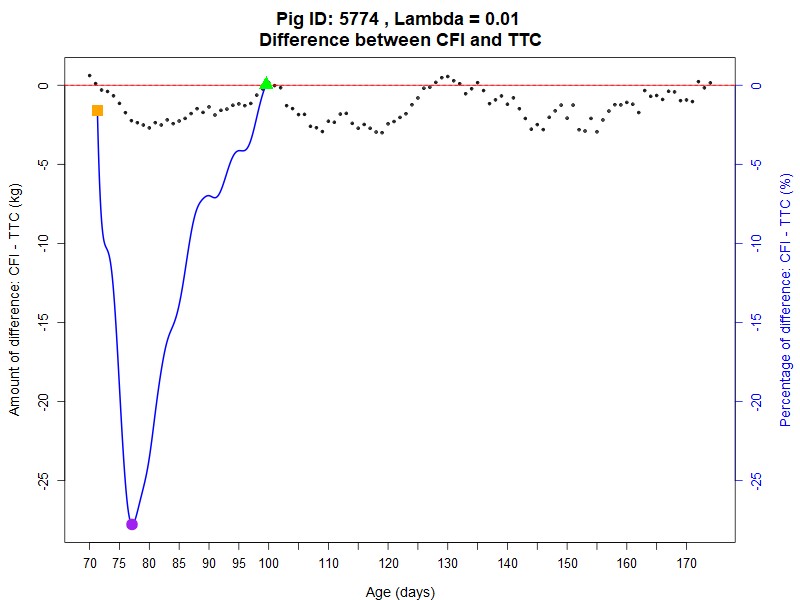 Pig ID: 5774 , Lambda = 0.01
Difference between CFI and TTC
Amount of difference: CFI - TTC (kg)
0
-5
-10
-15
-20
-25
Percentage of difference: CFI - TTC (%)
0
-5
-10
-15
-20
-25
70 75 80 85 90 95 100 110 120 130 140 150 160 170
Age (days)